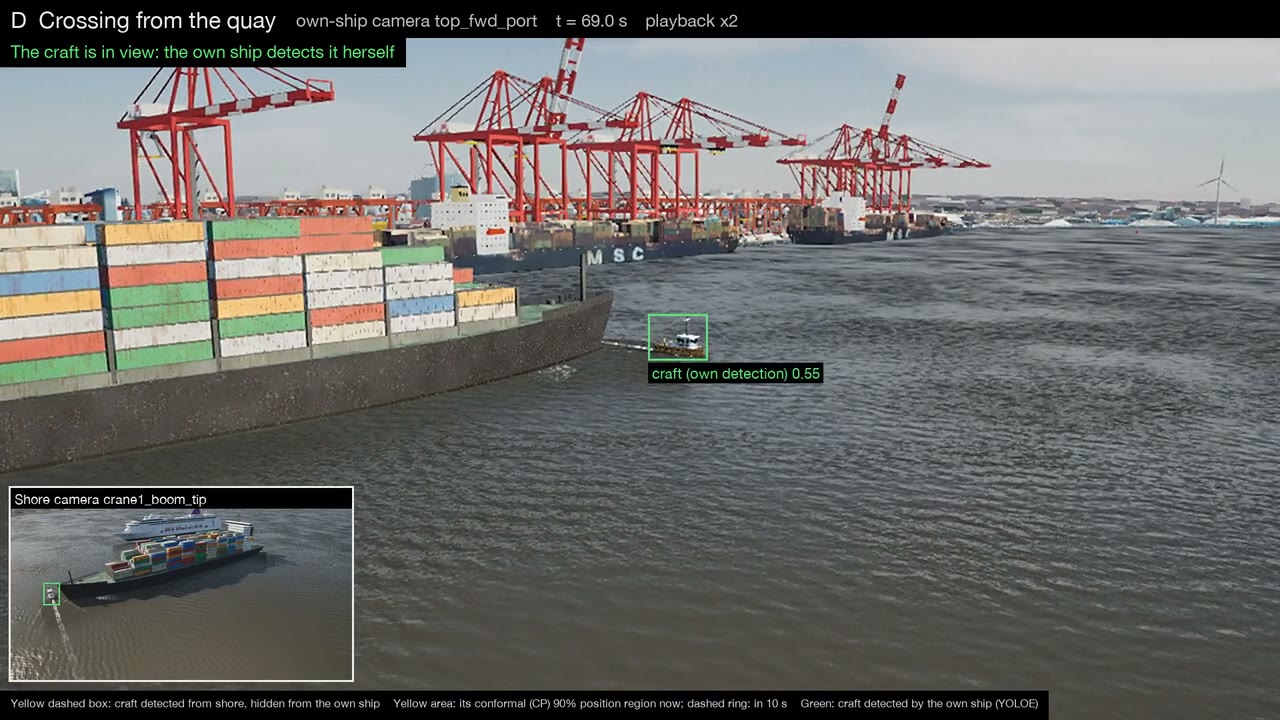 D Crossing from the quay own-ship camera top_fwd_port t = 69.0 s playback x2
The craft is in view: the own ship detects it herself
M S C
craft (own detection) 0.55
Shore camera crane1_boom_tip
Yellow dashed box: craft detected from shore, hidden from the own ship Yellow area: its conformal (CP) 90% position region now; dashed ring: in 10 s Green: craft detected by the own ship (YOLOE)